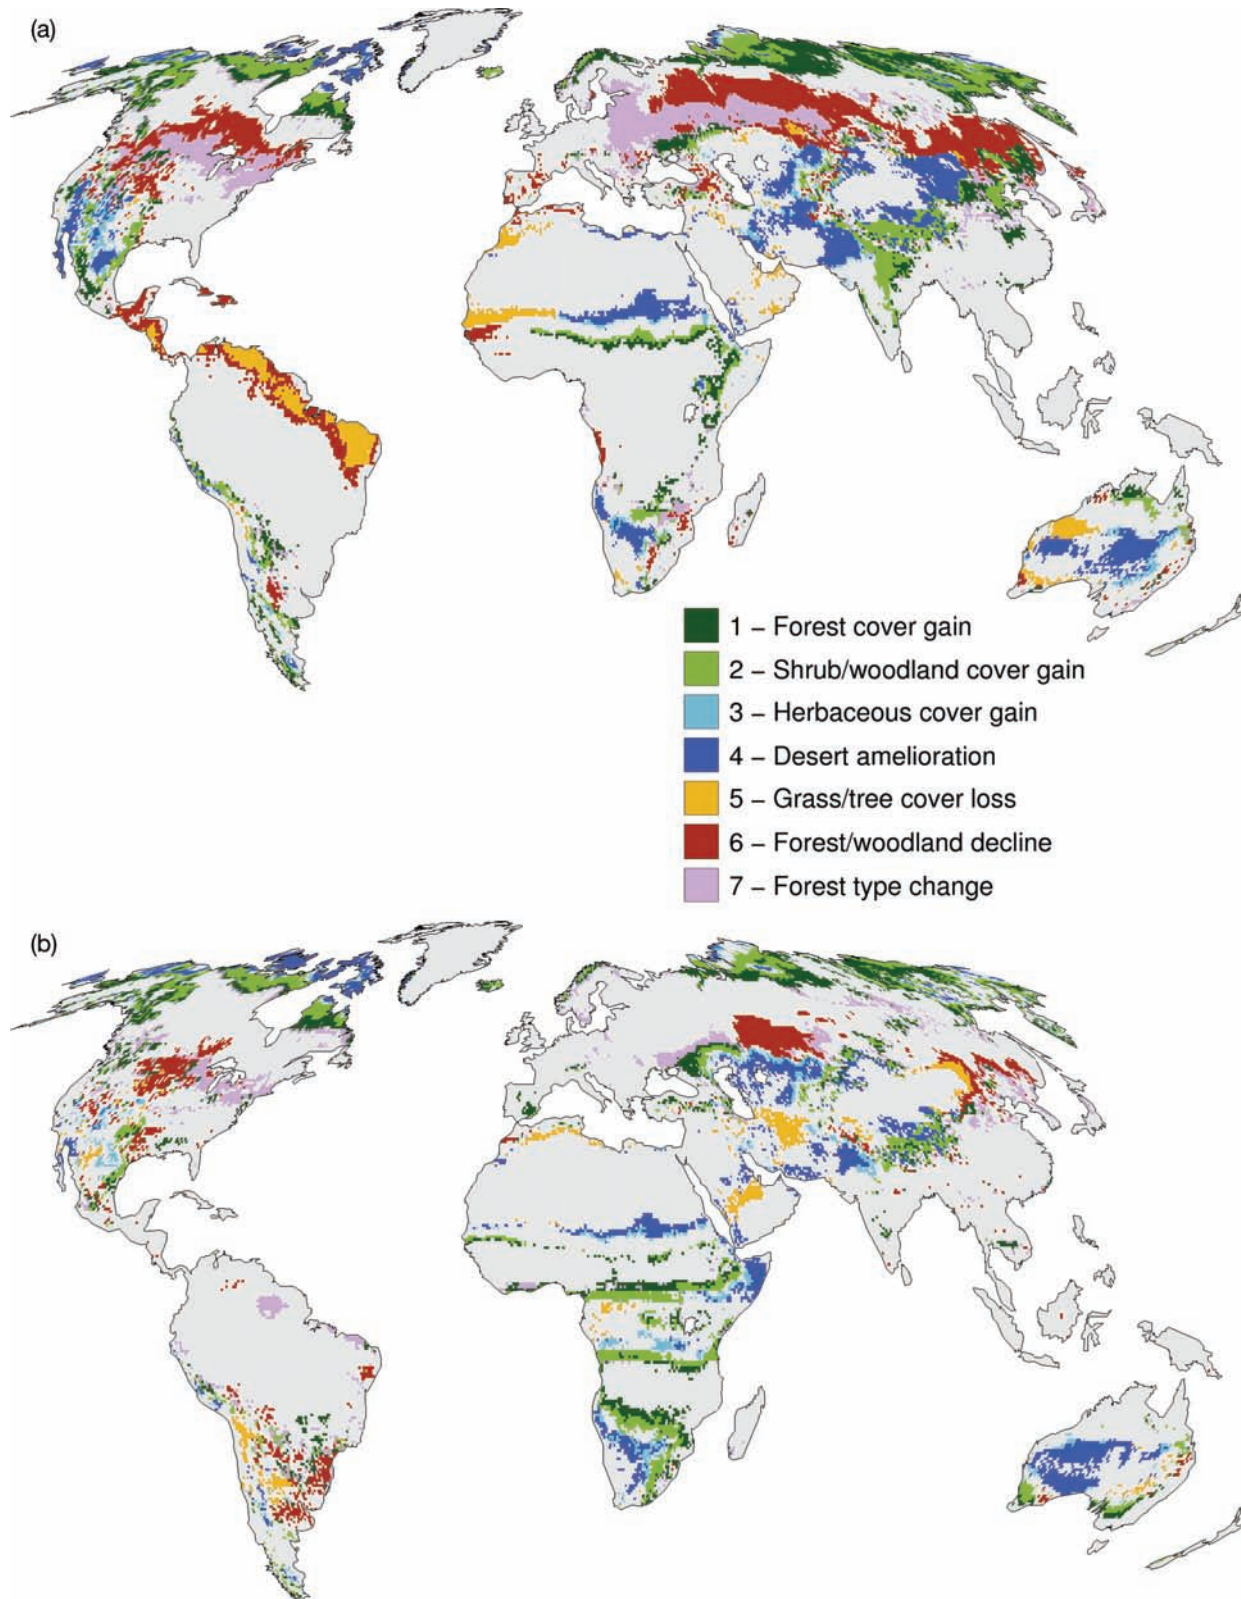 (a)
1 – Forest cover gain
2 – Shrub/woodland cover gain
3 – Herbaceous cover gain
4 – Desert amelioration
5 – Grass/tree cover loss
6 – Forest/woodland decline
7 – Forest type change
(b)